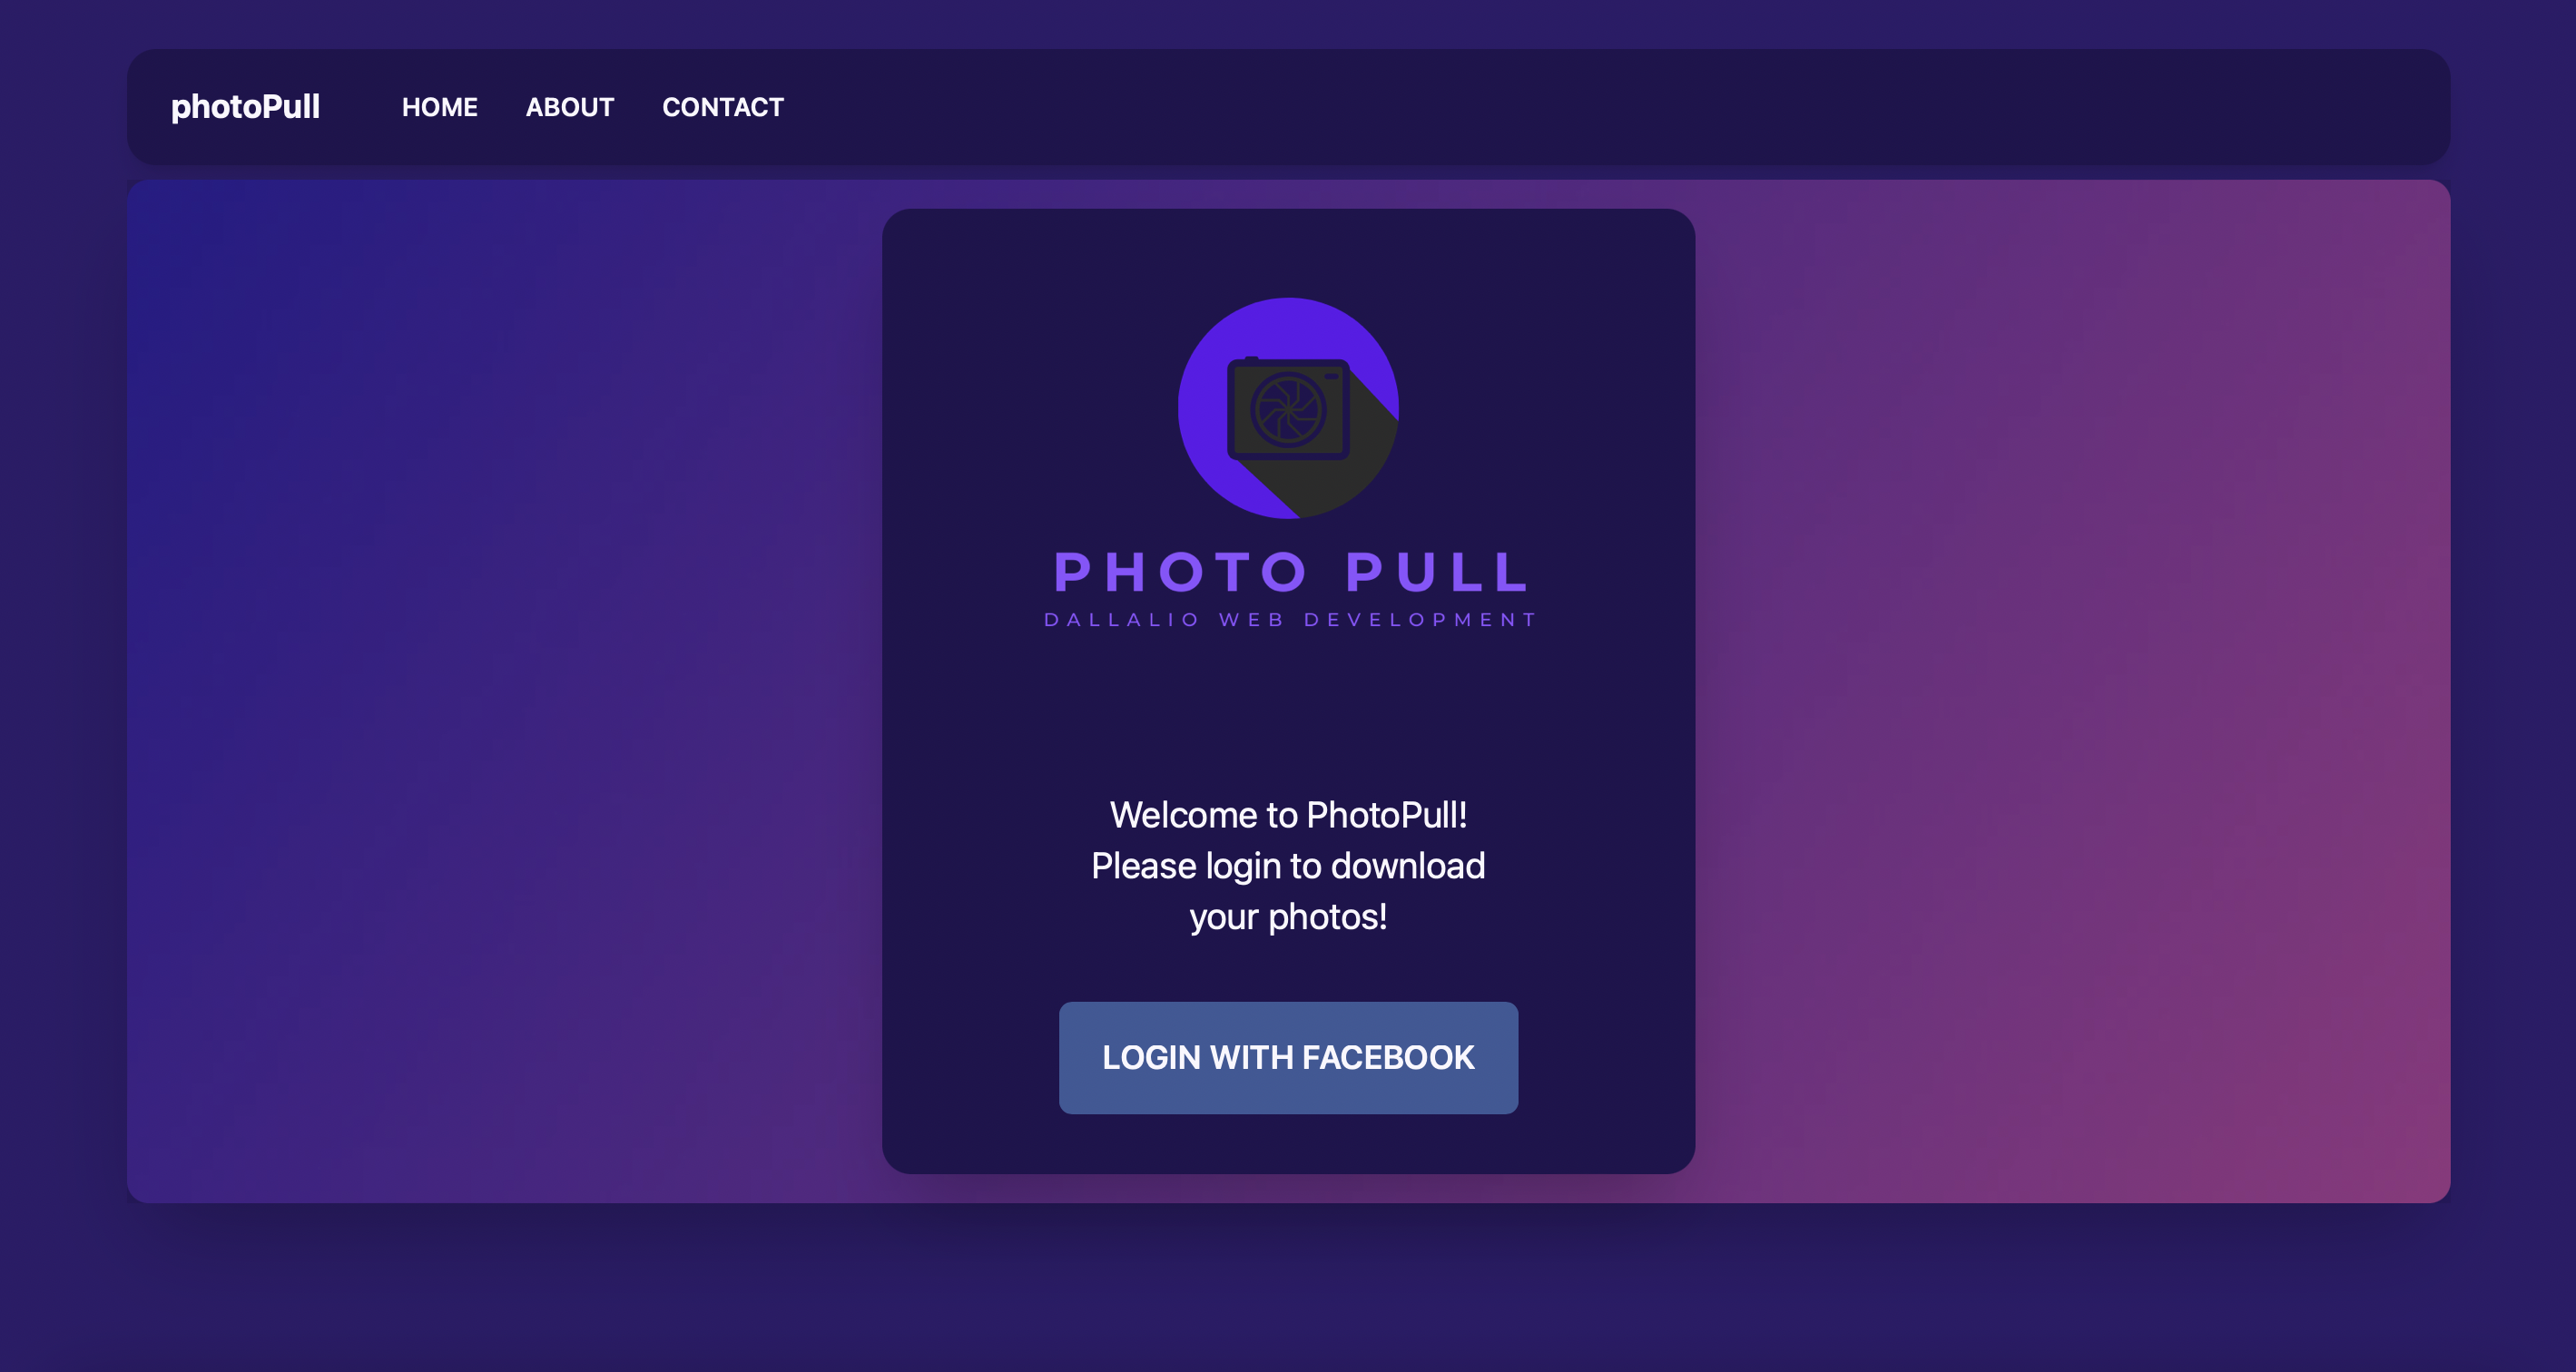 photoPull HOME ABOUT CONTACT
PHOTO PULL
DALLALIO WEB DEVELOPMENT
Welcome to PhotoPull!
Please login to download
your photos!
LOGIN WITH FACEBOOK